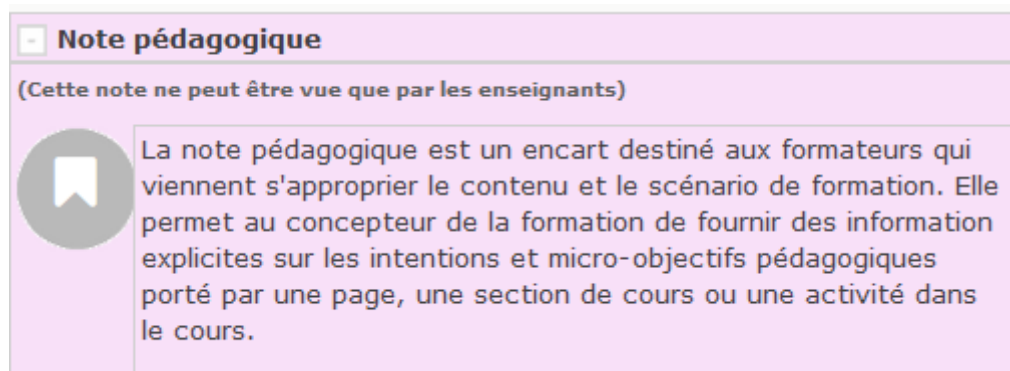 Note pédagogique
(Cette note ne peut être vue que par les enseignants)
La note pédagogique est un encart destiné aux formateurs qui
viennent s'approprier le contenu et le scénario de formation. Elle
permet au concepteur de la formation de fournir des information
explicites sur les intentions et micro-objectifs pédagogiques
porté par une page, une section de cours ou une activité dans
le cours.